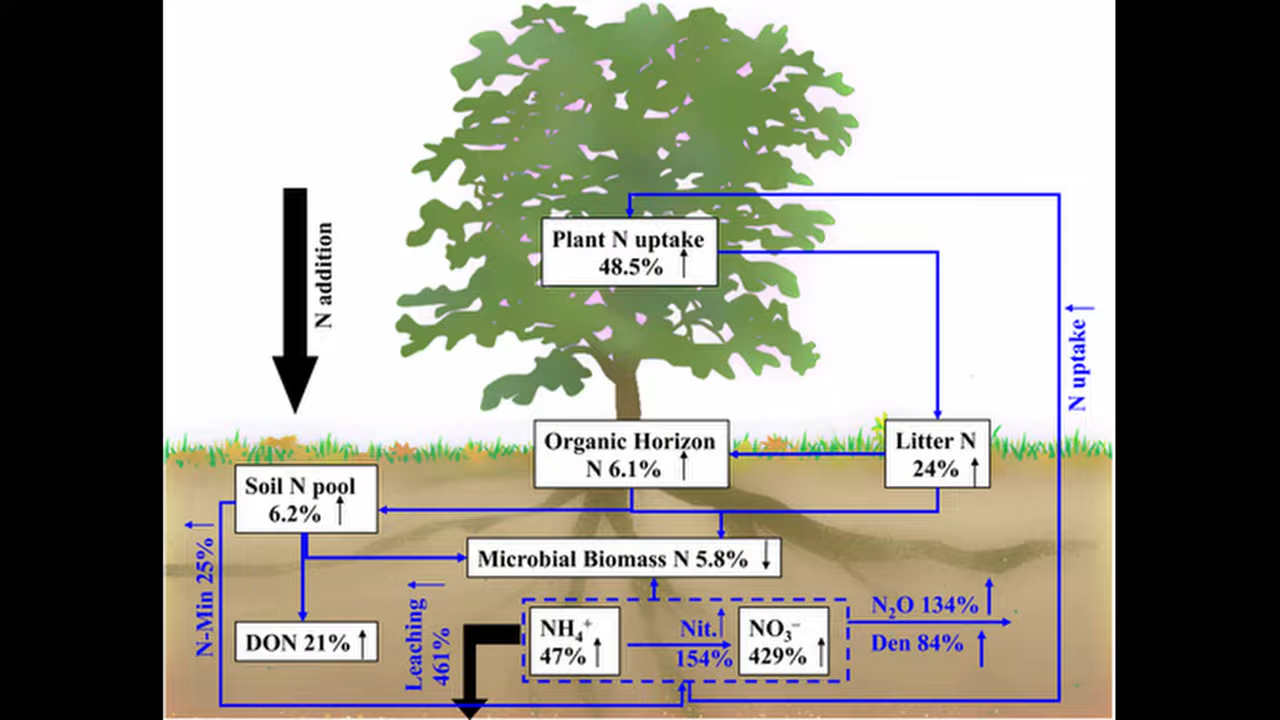 Plant N uptake
48.5% ↑
N addition
N uptake ↑
Organic Horizon
N 6.1% ↑
Litter N
24% ↑
Soil N pool
6.2% ↑
Microbial Biomass N 5.8% ↓
N-Min 25% ↑
DON 21% ↑
Leaching ↑
461%
NH₄⁺
47% ↑
Nit. ↑
154%
NO₃⁻
429% ↑
N₂O 134% ↑
Den 84% ↑